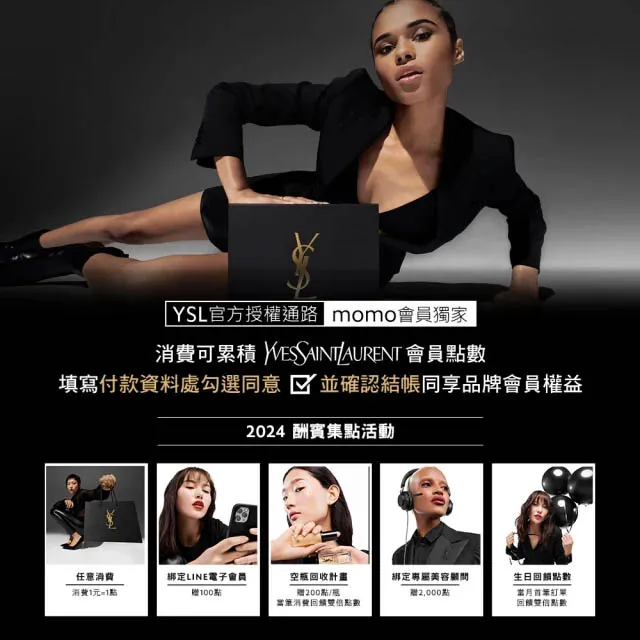 YSL
YSL官方授權通路 momo會員獨家
消費可累積 YVESSAINTLAURENT 會員點數
填寫付款資料處勾選同意 並確認結帳同享品牌會員權益
2024 酬賓集點活動
YSL
任意消費
消費1元=1點
綁定LINE電子會員
贈100點
空瓶回收計畫
贈200點/瓶
當筆消費回饋雙倍點數
綁定專屬美容顧問
贈2,000點
生日回饋點數
當月首筆訂單
回饋雙倍點數